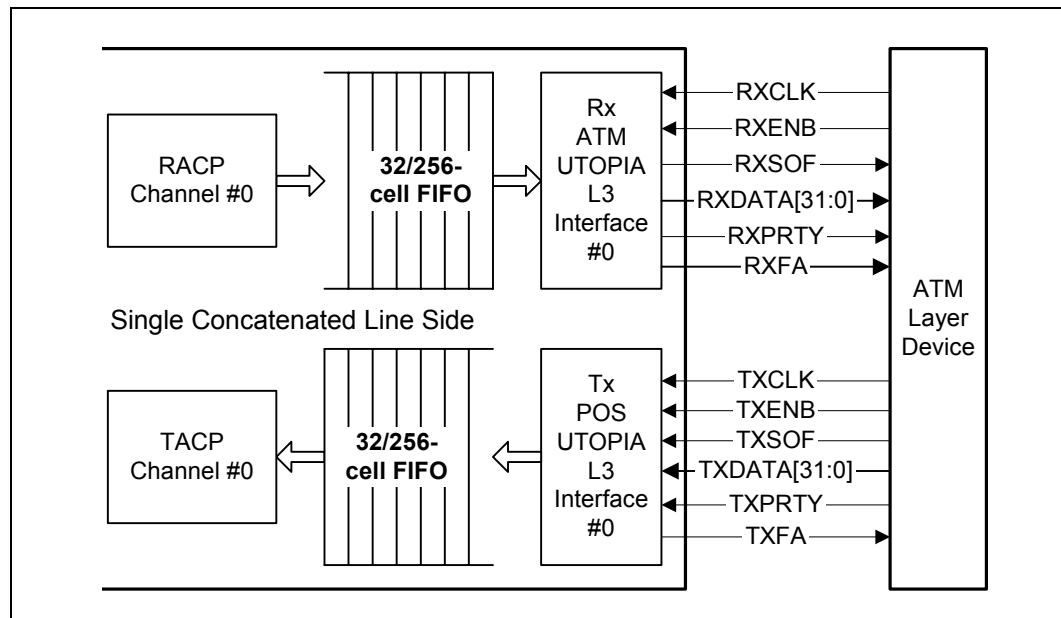 RACP
Channel #0
32/256-
cell FIFO
Rx
ATM
UTOPIA
L3
Interface
#0
RXCLK
RXENB
RXSOF
RXDATA[31:0]
RXPRTY
RXFA
Single Concatenated Line Side
ATM
Layer
Device
TACP
Channel #0
32/256-
cell FIFO
Tx
POS
UTOPIA
L3
Interface
#0
TXCLK
TXENB
TXSOF
TXDATA[31:0]
TXPRTY
TXFA